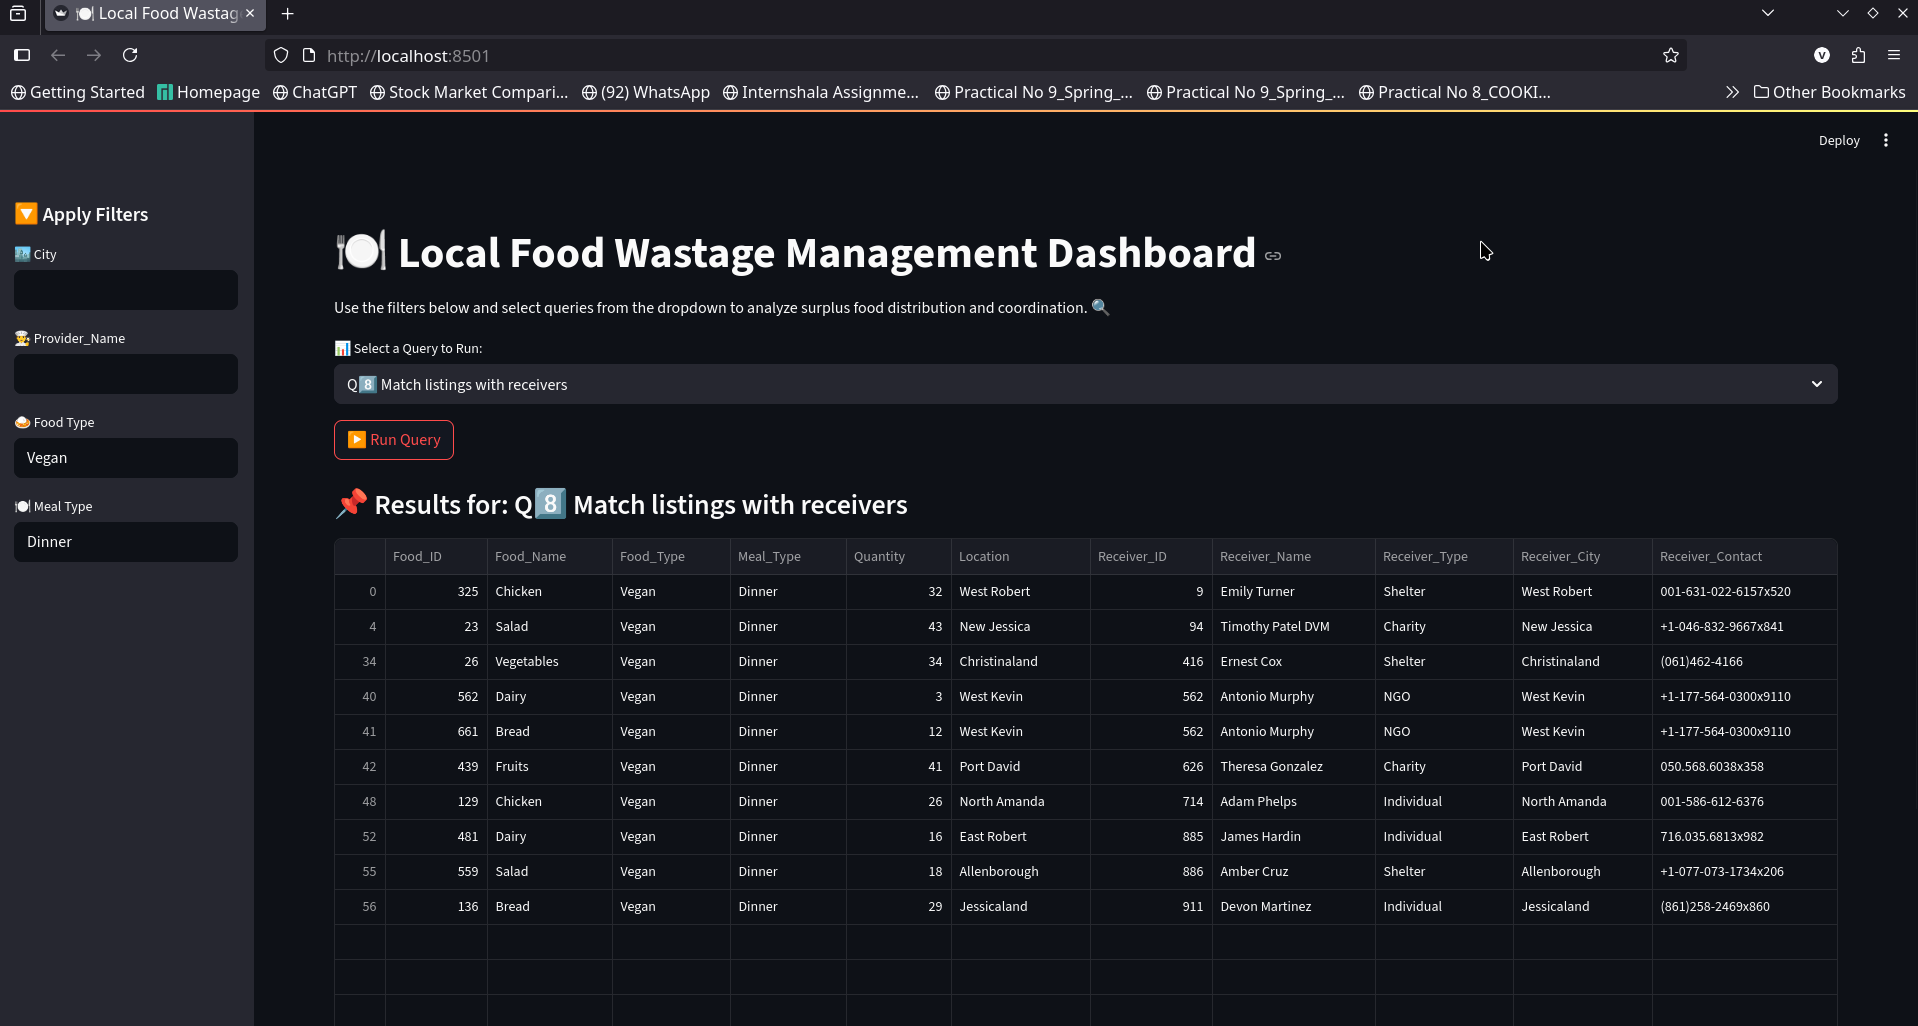 🍽️ Local Food Wastag
http://localhost:8501
V
Getting Started Homepage ChatGPT Stock Market Compari... (92) WhatsApp Internshala Assignme... Practical No 9_Spring_... Practical No 9_Spring_... Practical No 8_COOKI... Other Bookmarks
Deploy
🔽 Apply Filters
🏙️ City
👨‍🍳 Provider_Name
🍛 Food Type
Vegan
🍽️ Meal Type
Dinner
🍽️ Local Food Wastage Management Dashboard
Use the filters below and select queries from the dropdown to analyze surplus food distribution and coordination. 🔍
📊 Select a Query to Run:
Q8️⃣ Match listings with receivers
▶️ Run Query
📌 Results for: Q8️⃣ Match listings with receivers
Food_ID Food_Name Food_Type Meal_Type Quantity Location Receiver_ID Receiver_Name Receiver_Type Receiver_City Receiver_Contact
0 325 Chicken Vegan Dinner 32 West Robert 9 Emily Turner Shelter West Robert 001-631-022-6157x520
4 23 Salad Vegan Dinner 43 New Jessica 94 Timothy Patel DVM Charity New Jessica +1-046-832-9667x841
34 26 Vegetables Vegan Dinner 34 Christinaland 416 Ernest Cox Shelter Christinaland (061)462-4166
40 562 Dairy Vegan Dinner 3 West Kevin 562 Antonio Murphy NGO West Kevin +1-177-564-0300x9110
41 661 Bread Vegan Dinner 12 West Kevin 562 Antonio Murphy NGO West Kevin +1-177-564-0300x9110
42 439 Fruits Vegan Dinner 41 Port David 626 Theresa Gonzalez Charity Port David 050.568.6038x358
48 129 Chicken Vegan Dinner 26 North Amanda 714 Adam Phelps Individual North Amanda 001-586-612-6376
52 481 Dairy Vegan Dinner 16 East Robert 885 James Hardin Individual East Robert 716.035.6813x982
55 559 Salad Vegan Dinner 18 Allenborough 886 Amber Cruz Shelter Allenborough +1-077-073-1734x206
56 136 Bread Vegan Dinner 29 Jessicaland 911 Devon Martinez Individual Jessicaland (861)258-2469x860